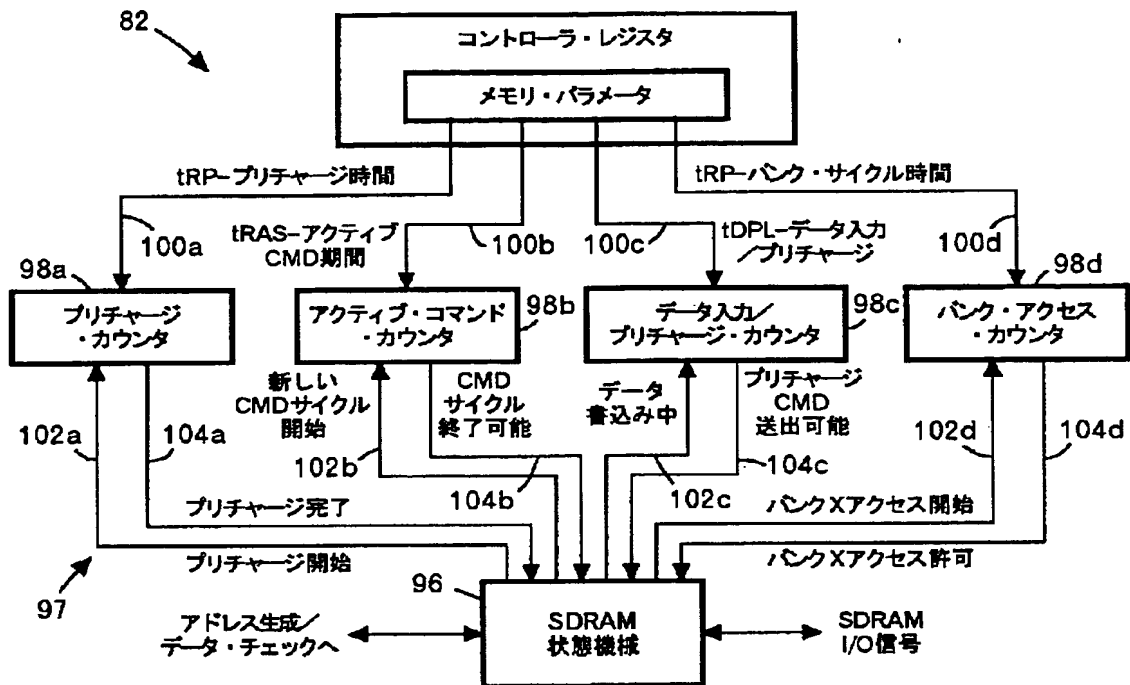 82
コントローラ・レジスタ
メモリ・パラメータ
tRP-プリチャージ時間
tRP-バンク・サイクル時間
100a
tRAS-アクティブ
CMD期間
100b
100c
tDPL-データ入力
/プリチャージ
100d
98a
プリチャージ
・カウンタ
アクティブ・コマンド
・カウンタ
98b
データ入力/
プリチャージ・カウンタ
98c
バンク・アクセス
・カウンタ
98d
102a
104a
新しい
CMDサイクル
開始
102b
CMD
サイクル
終了可能
104b
データ
書込み中
102c
プリチャージ
CMD
送出可能
104c
102d
104d
プリチャージ完了
プリチャージ開始
バンクXアクセス開始
バンクXアクセス許可
97
96
アドレス生成/
データ・チェックへ
SDRAM
状態機械
SDRAM
I/O信号